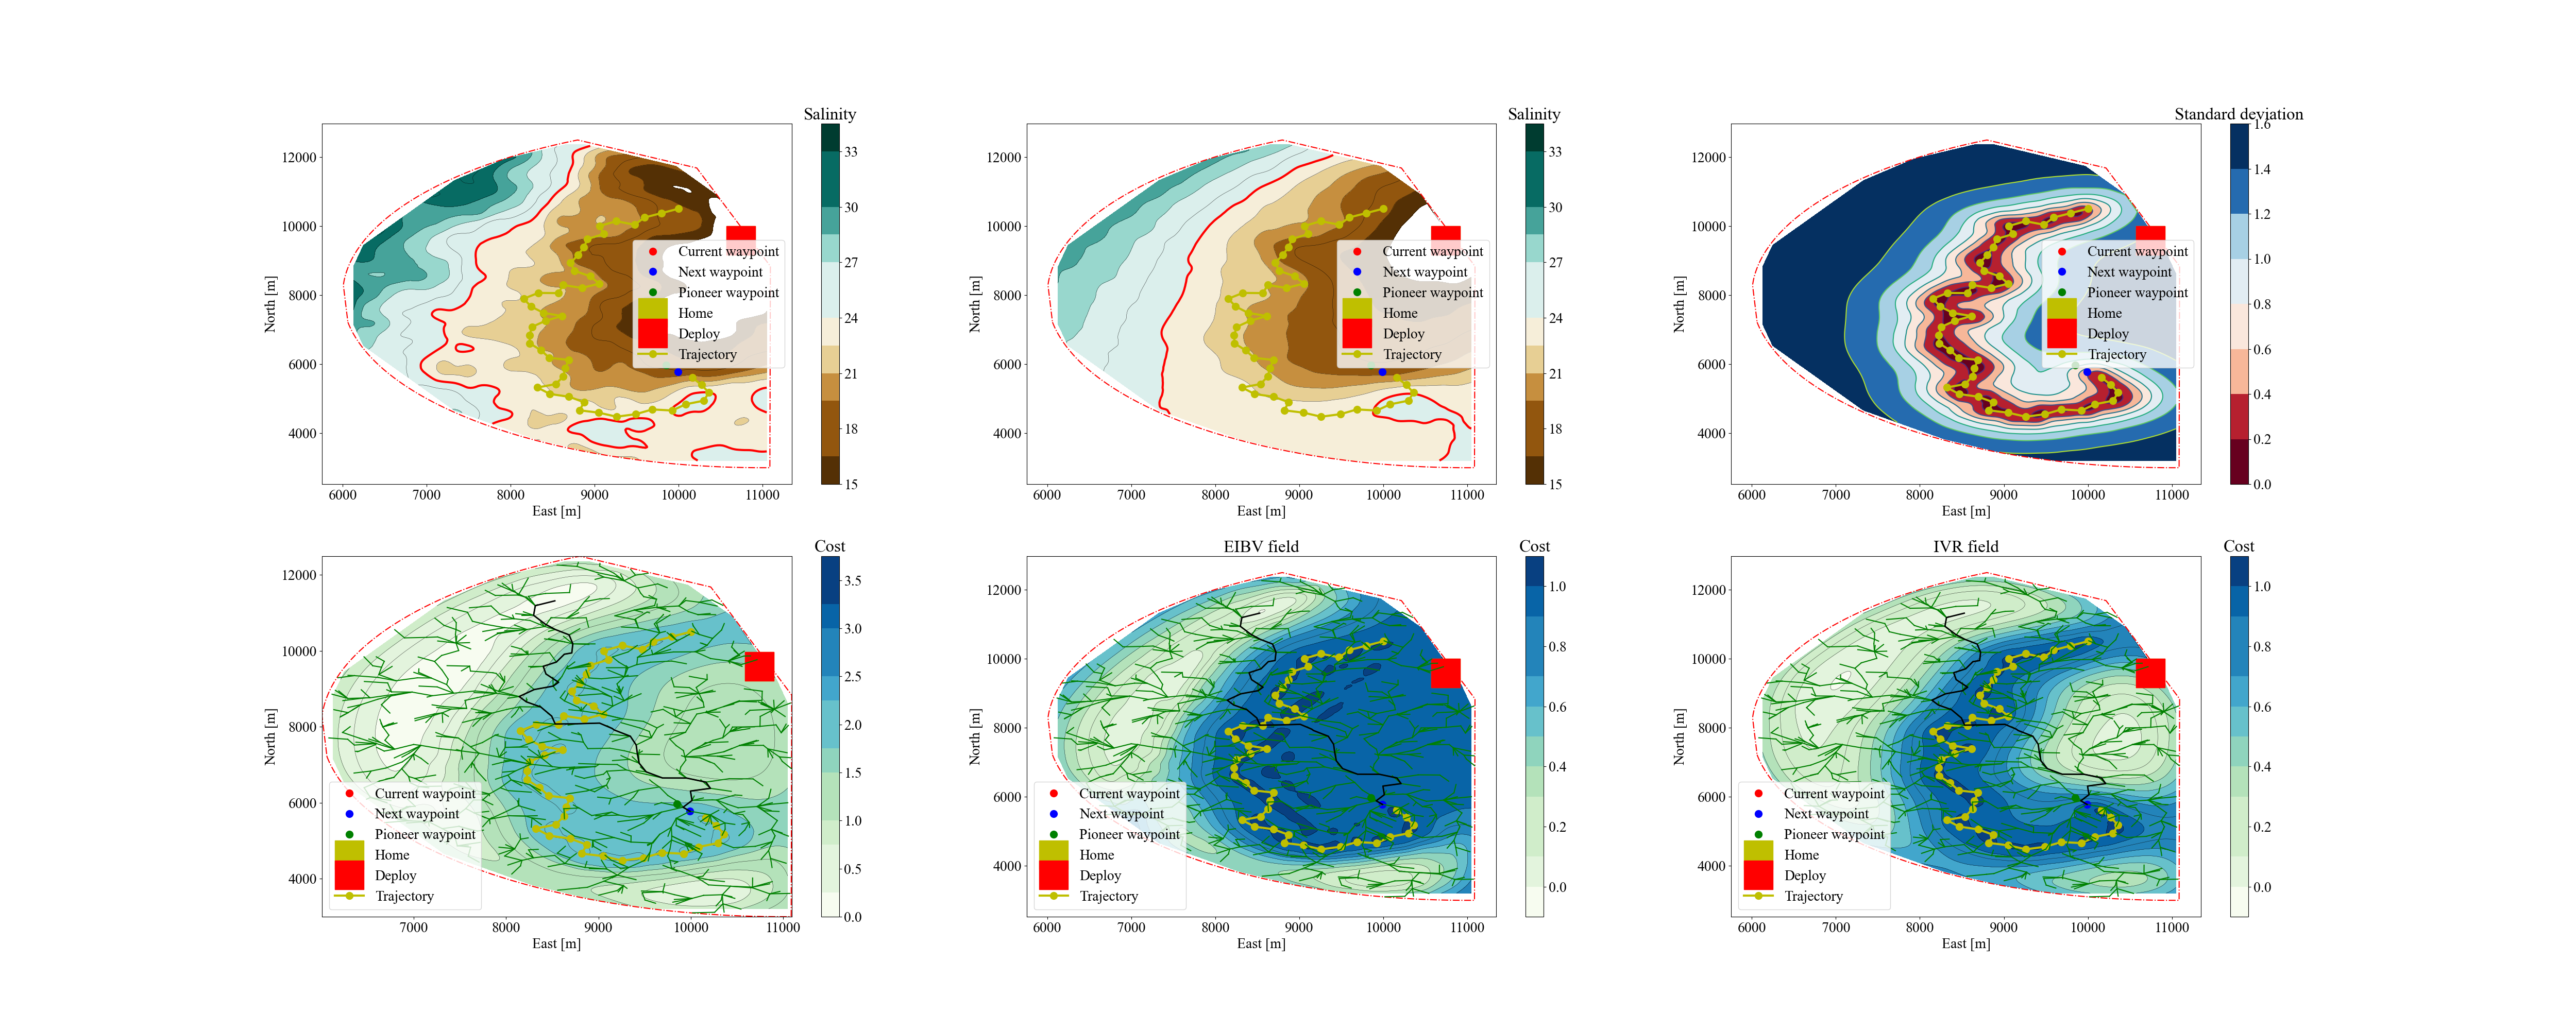 Salinity
North [m]
12000
10000
8000
6000
4000
6000 7000 8000 9000 10000 11000
East [m]
33
30
27
24
21
18
15
Current waypoint
Next waypoint
Pioneer waypoint
Home
Deploy
Trajectory
Salinity
North [m]
12000
10000
8000
6000
4000
6000 7000 8000 9000 10000 11000
East [m]
33
30
27
24
21
18
15
Current waypoint
Next waypoint
Pioneer waypoint
Home
Deploy
Trajectory
Standard deviation
North [m]
12000
10000
8000
6000
4000
6000 7000 8000 9000 10000 11000
East [m]
1.6
1.4
1.2
1.0
0.8
0.6
0.4
0.2
0.0
Current waypoint
Next waypoint
Pioneer waypoint
Home
Deploy
Trajectory
Cost
North [m]
12000
10000
8000
6000
4000
7000 8000 9000 10000 11000
East [m]
3.5
3.0
2.5
2.0
1.5
1.0
0.5
0.0
Current waypoint
Next waypoint
Pioneer waypoint
Home
Deploy
Trajectory
EIBV field
Cost
North [m]
12000
10000
8000
6000
4000
6000 7000 8000 9000 10000 11000
East [m]
1.0
0.8
0.6
0.4
0.2
0.0
Current waypoint
Next waypoint
Pioneer waypoint
Home
Deploy
Trajectory
IVR field
Cost
North [m]
12000
10000
8000
6000
4000
6000 7000 8000 9000 10000 11000
East [m]
1.0
0.8
0.6
0.4
0.2
0.0
Current waypoint
Next waypoint
Pioneer waypoint
Home
Deploy
Trajectory